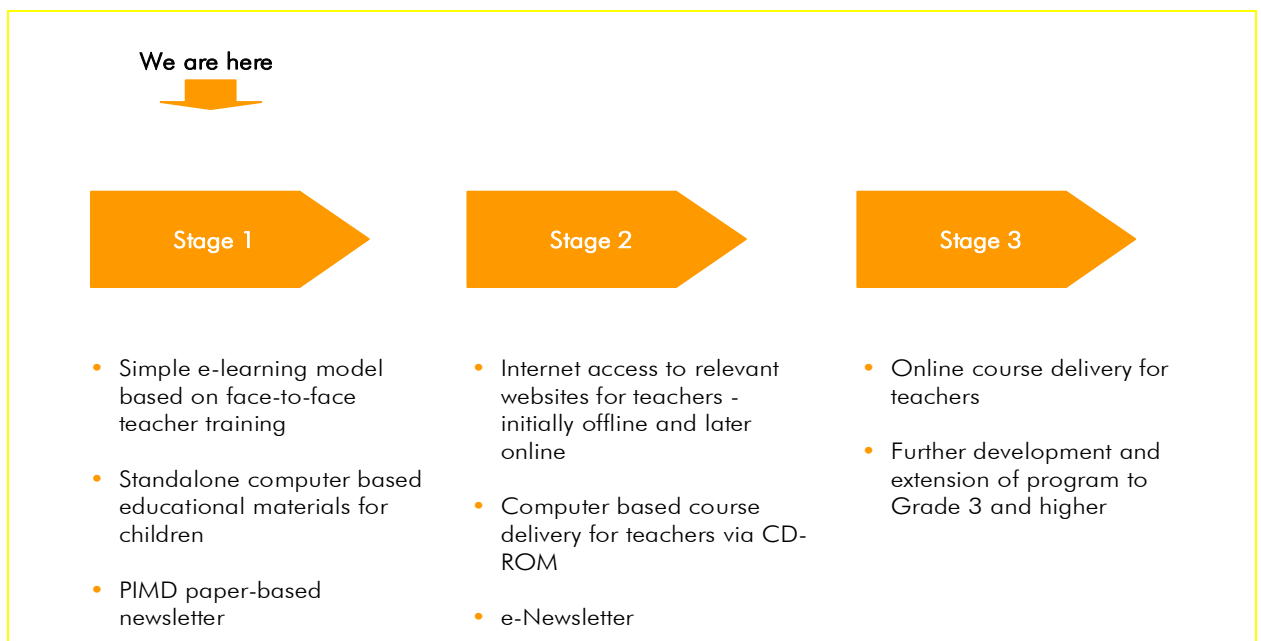 We are here
Stage 1
Stage 2
Stage 3
• Simple e-learning model
based on face-to-face
teacher training
• Standalone computer based
educational materials for
children
• PIMD paper-based
newsletter
• Internet access to relevant
websites for teachers -
initially offline and later
online
• Computer based course
delivery for teachers via CD-
ROM
• e-Newsletter
• Online course delivery for
teachers
• Further development and
extension of program to
Grade 3 and higher